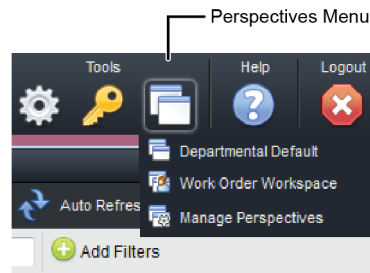 Perspectives Menu
Tools Help Logout
Departmental Default
Work Order Workspace
Auto Refres
Manage Perspectives
Add Filters